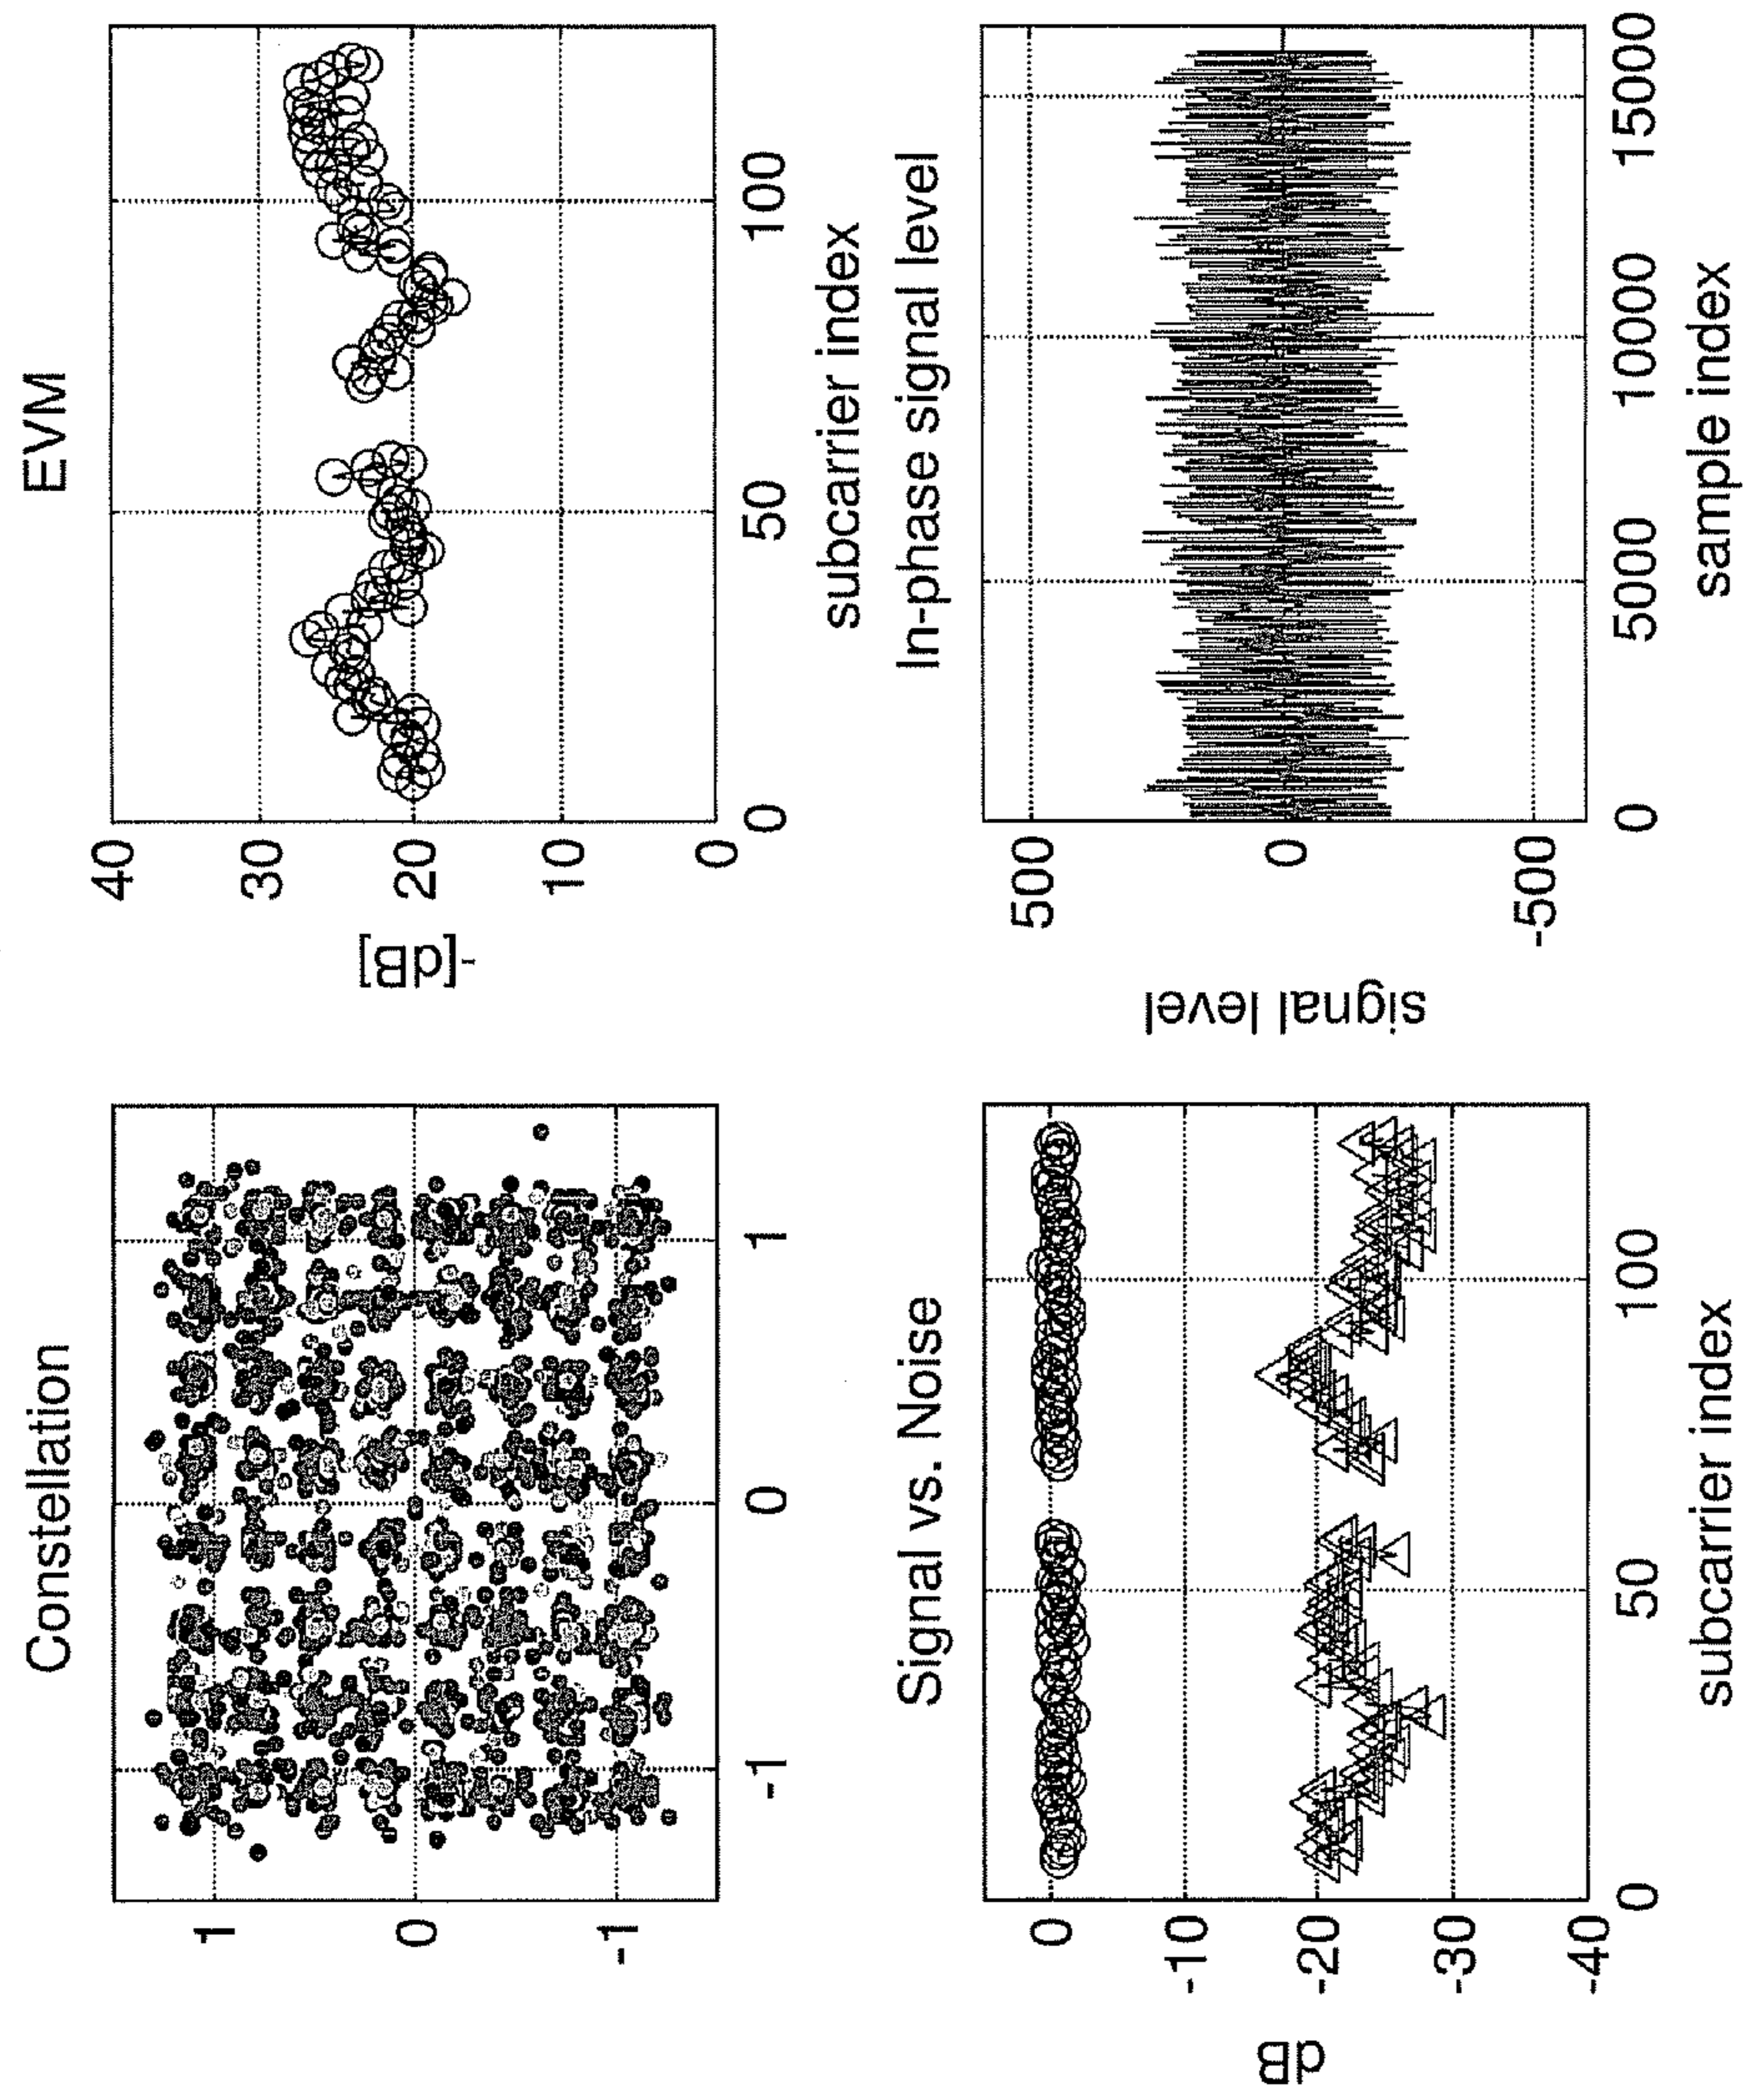 Constellation
1
0
-1
-1
0
1
EVM
-[dB]
40
30
20
10
0
0
50
100
subcarrier index
Signal vs. Noise
dB
0
-10
-20
-30
-40
0
50
100
subcarrier index
In-phase signal level
signal level
500
0
-500
0
5000
10000
15000
sample index